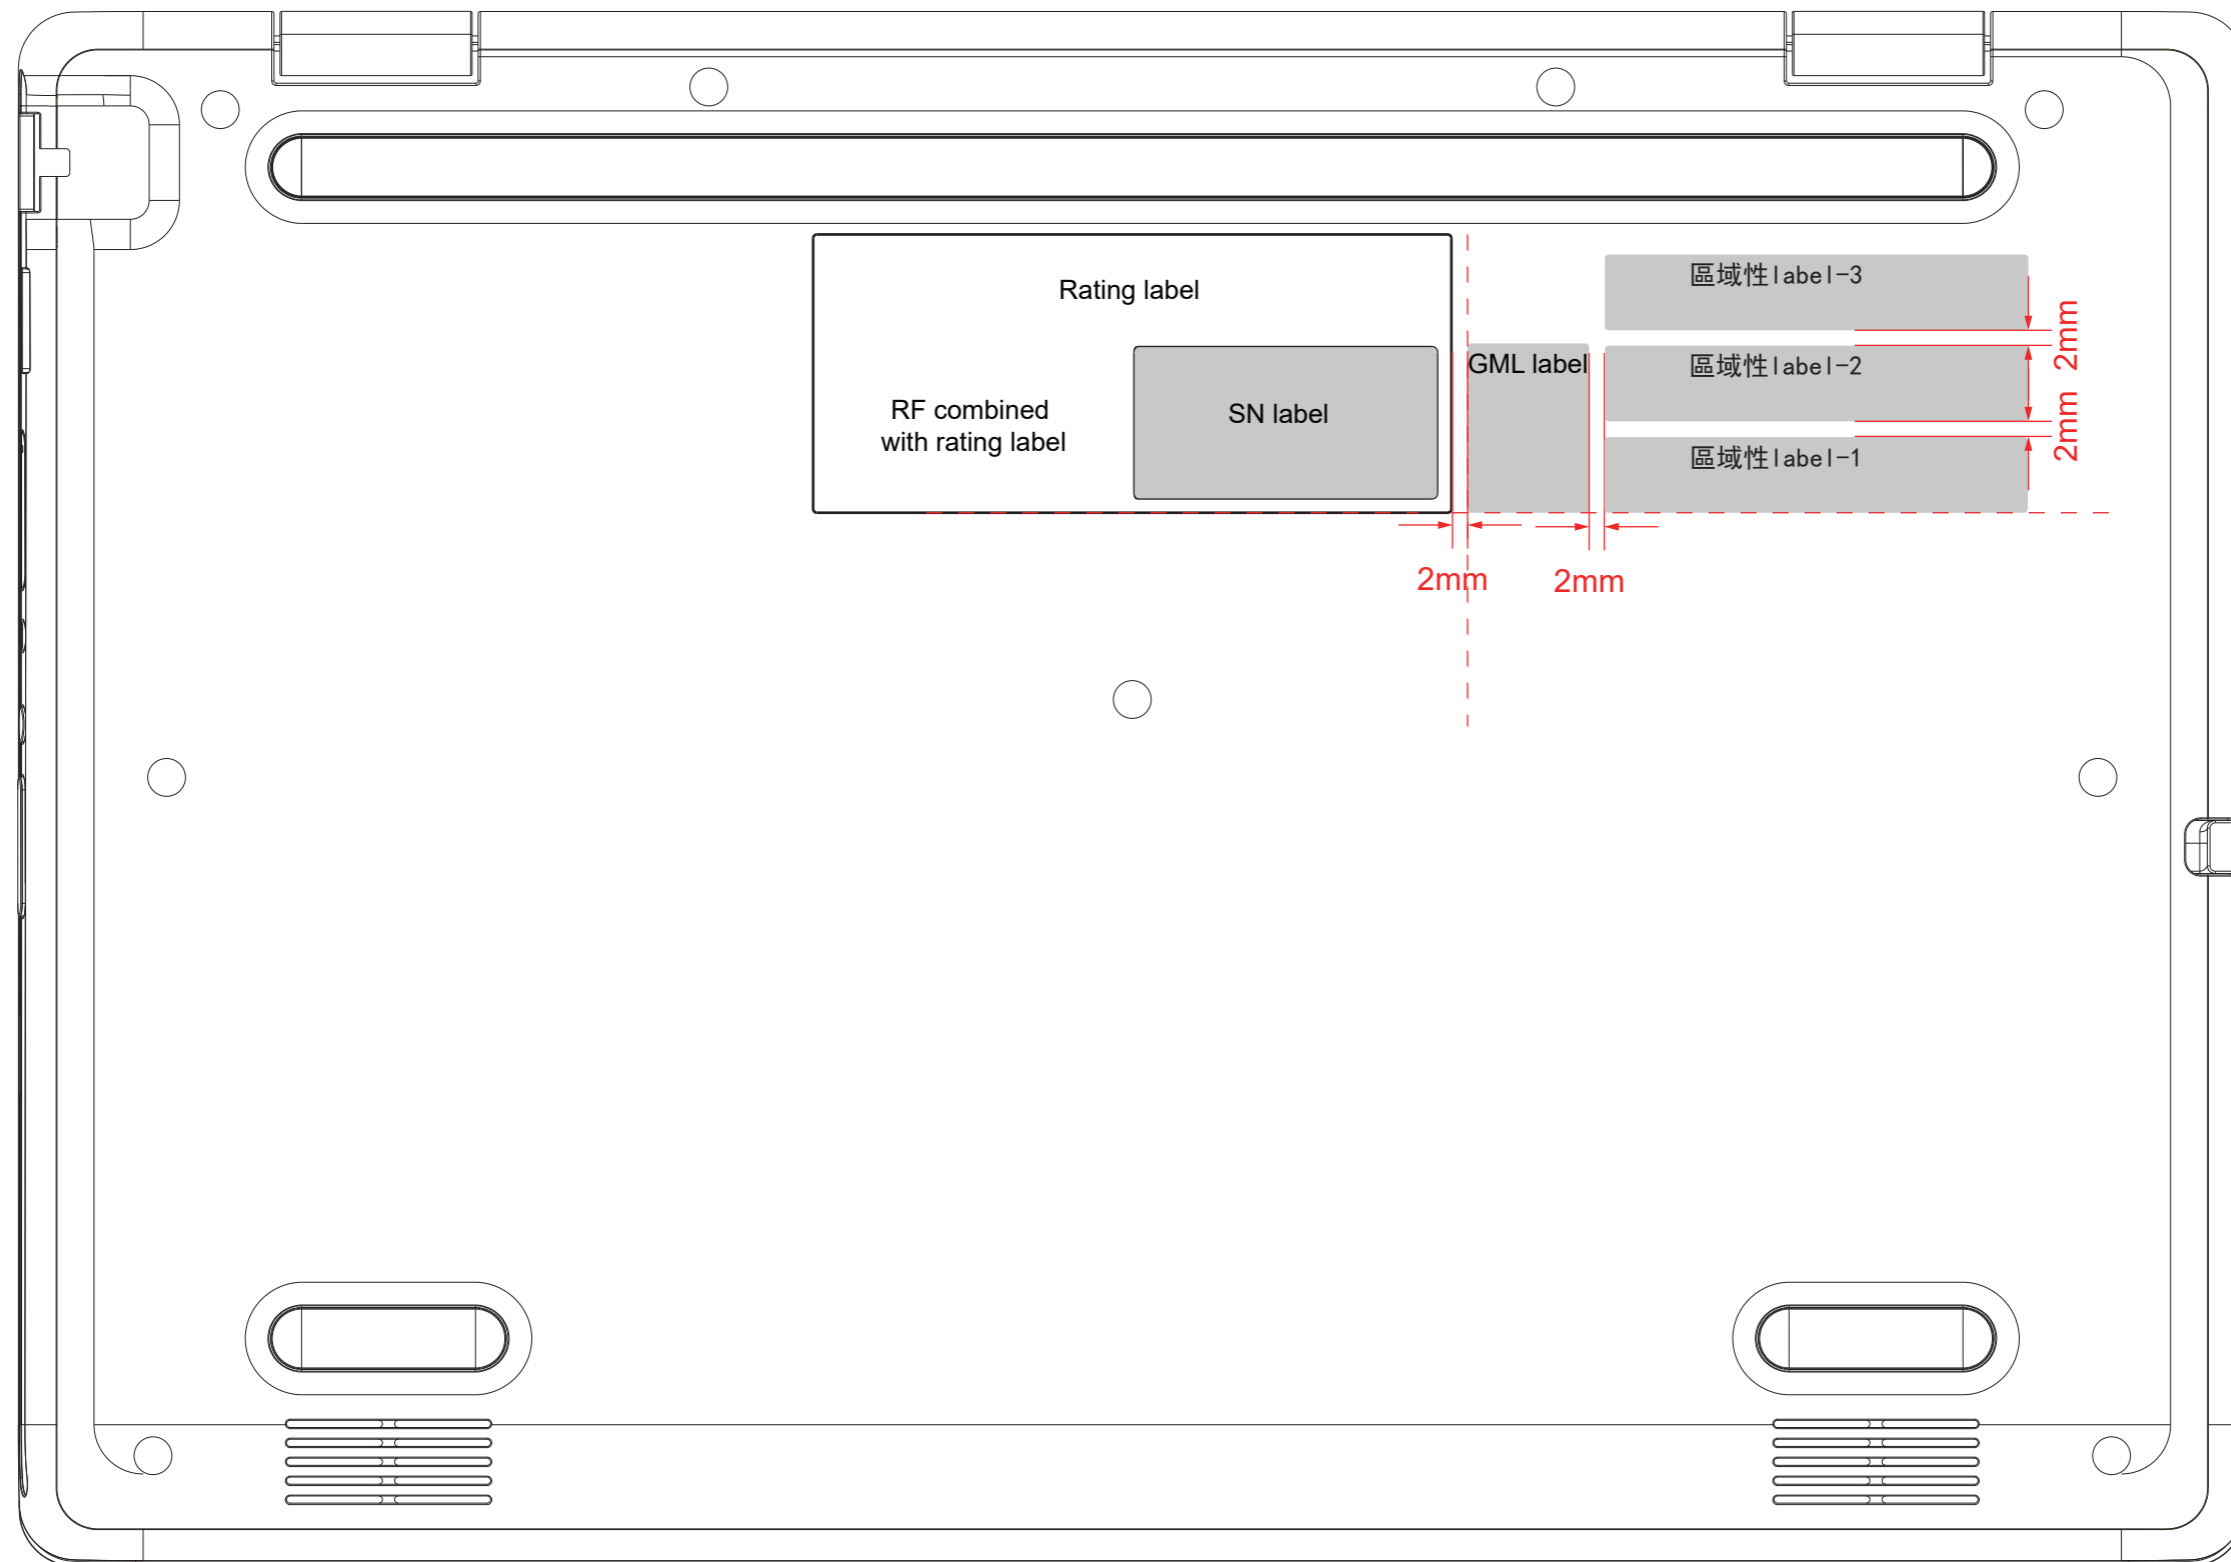 Rating label
RF combined
with rating label
SN label
GML label
區域性label-3
區域性label-2
區域性label-1
2mm
2mm
2mm
2mm